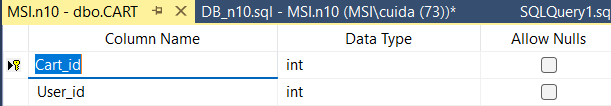 MSI.n10 - dbo.CART DB_n10.sql - MSI.n10 (MSI\cuida (73))* SQLQuery1.sq
Column Name Data Type Allow Nulls
Cart_id int
User_id int